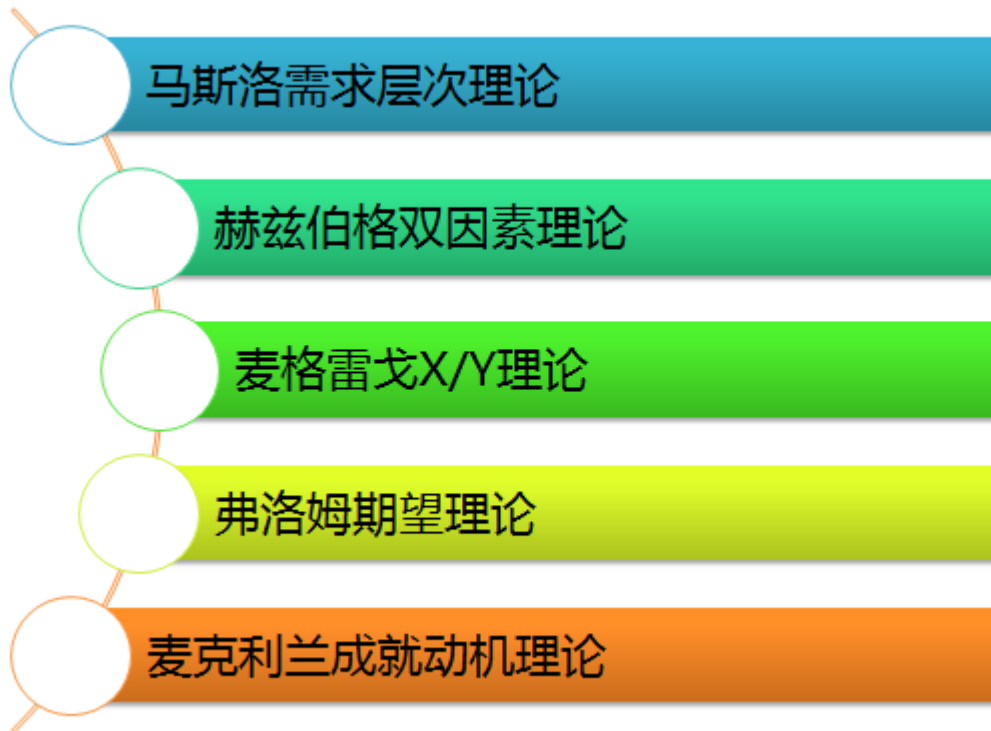 马斯洛需求层次理论
赫兹伯格双因素理论
麦格雷戈X/Y理论
弗洛姆期望理论
麦克利兰成就动机理论